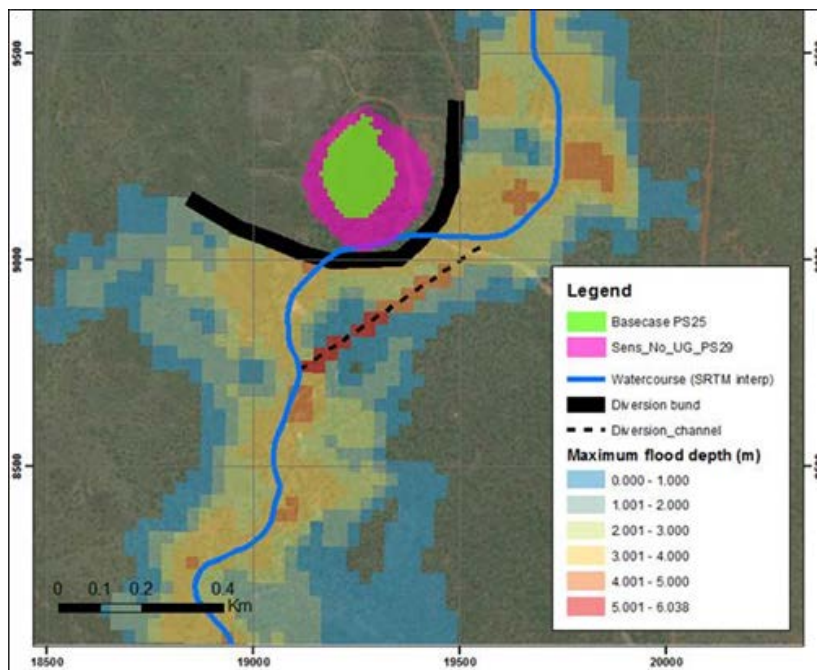 9500
9000
8500
Legend
Basecase PS25
Sens_No_UG_PS29
Watercourse (SRTM interp)
Diversion bund
Diversion_channel
Maximum flood depth (m)
0.000 - 1.000
1.001 - 2.000
2.001 - 3.000
3.001 - 4.000
4.001 - 5.000
5.001 - 6.038
0 0.1 0.2 0.4
Km
18500 19000 19500 20000